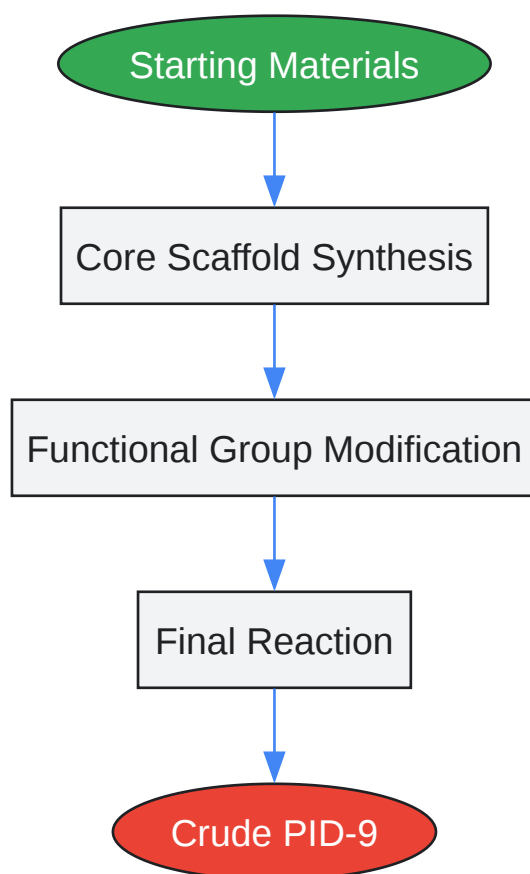 Starting Materials
Core Scaffold Synthesis
Functional Group Modification
Final Reaction
Crude PID-9